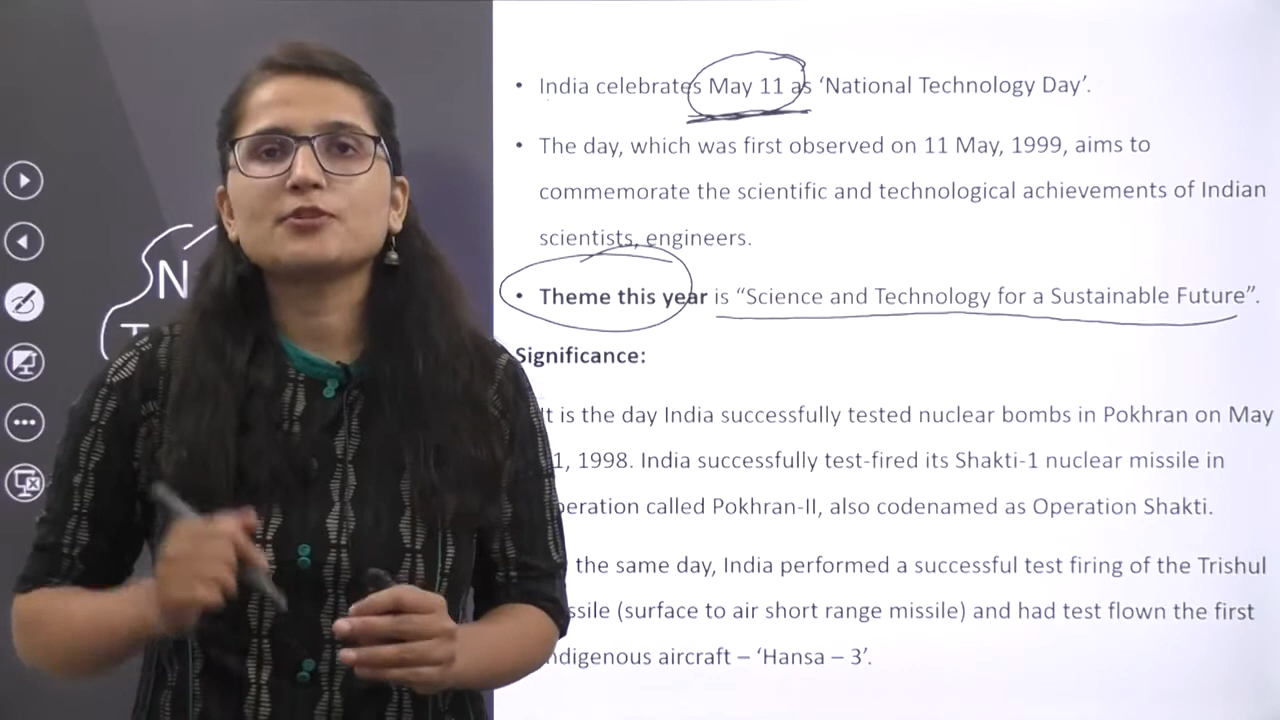 • India celebrates May 11 as ‘National Technology Day’.
• The day, which was first observed on 11 May, 1999, aims to
commemorate the scientific and technological achievements of Indian
scientists, engineers.
• Theme this year is “Science and Technology for a Sustainable Future”.
Significance:
It is the day India successfully tested nuclear bombs in Pokhran on May
1, 1998. India successfully test-fired its Shakti-1 nuclear missile in
peration called Pokhran-II, also codenamed as Operation Shakti.
the same day, India performed a successful test firing of the Trishul
ssile (surface to air short range missile) and had test flown the first
ndigenous aircraft – ‘Hansa – 3’.
N
T